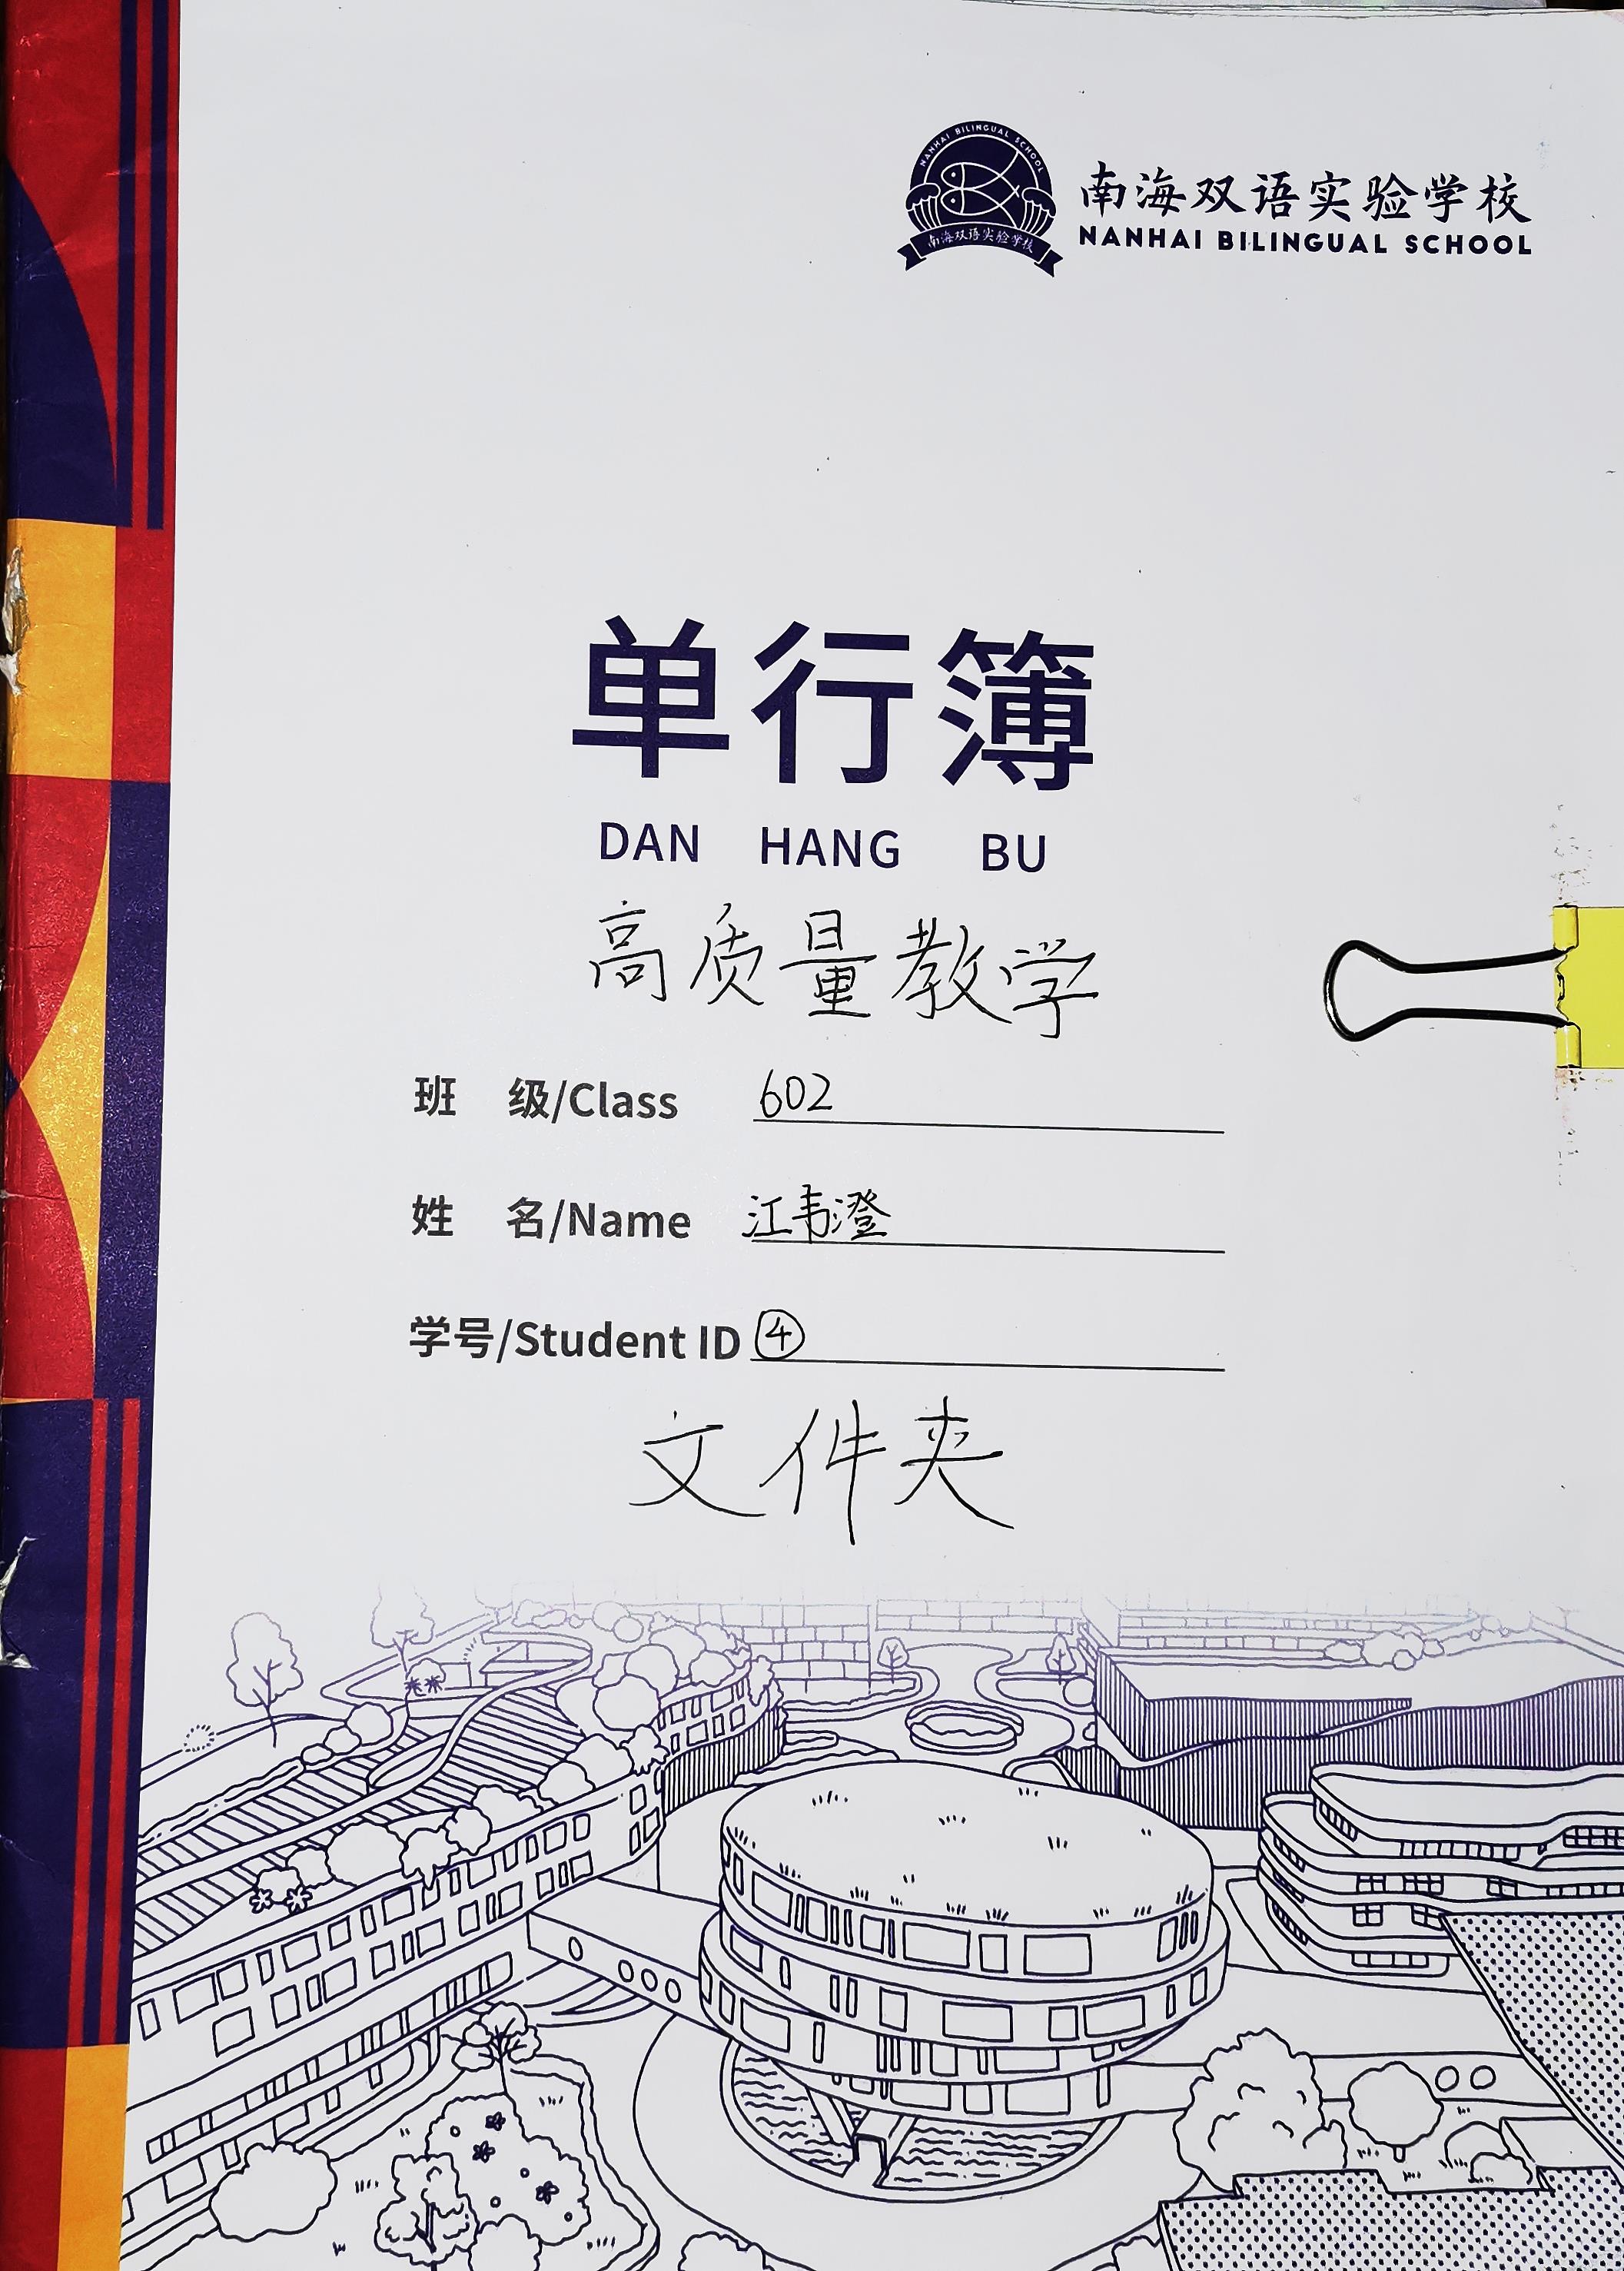 NANHAI BILINGUAL SCHOOL
南海双语实验学校
南海双语实验学校
NANHAI BILINGUAL SCHOOL
单行簿
DAN HANG BU
高质量教学
班 级/Class 602
姓 名/Name 江韦澄
学号/Student ID ④
文件夹